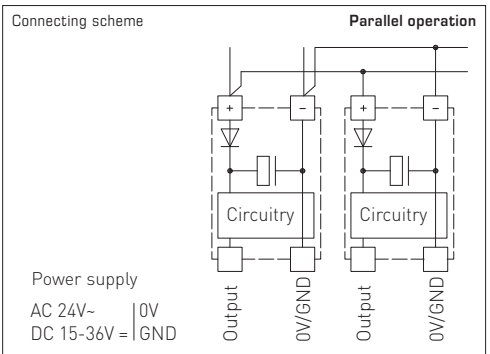 Connecting scheme
Parallel operation
+
−
+
−
Circuitry
Circuitry
Power supply
AC 24V~ | 0V
DC 15-36V = | GND
Output
0V/GND
Output
0V/GND